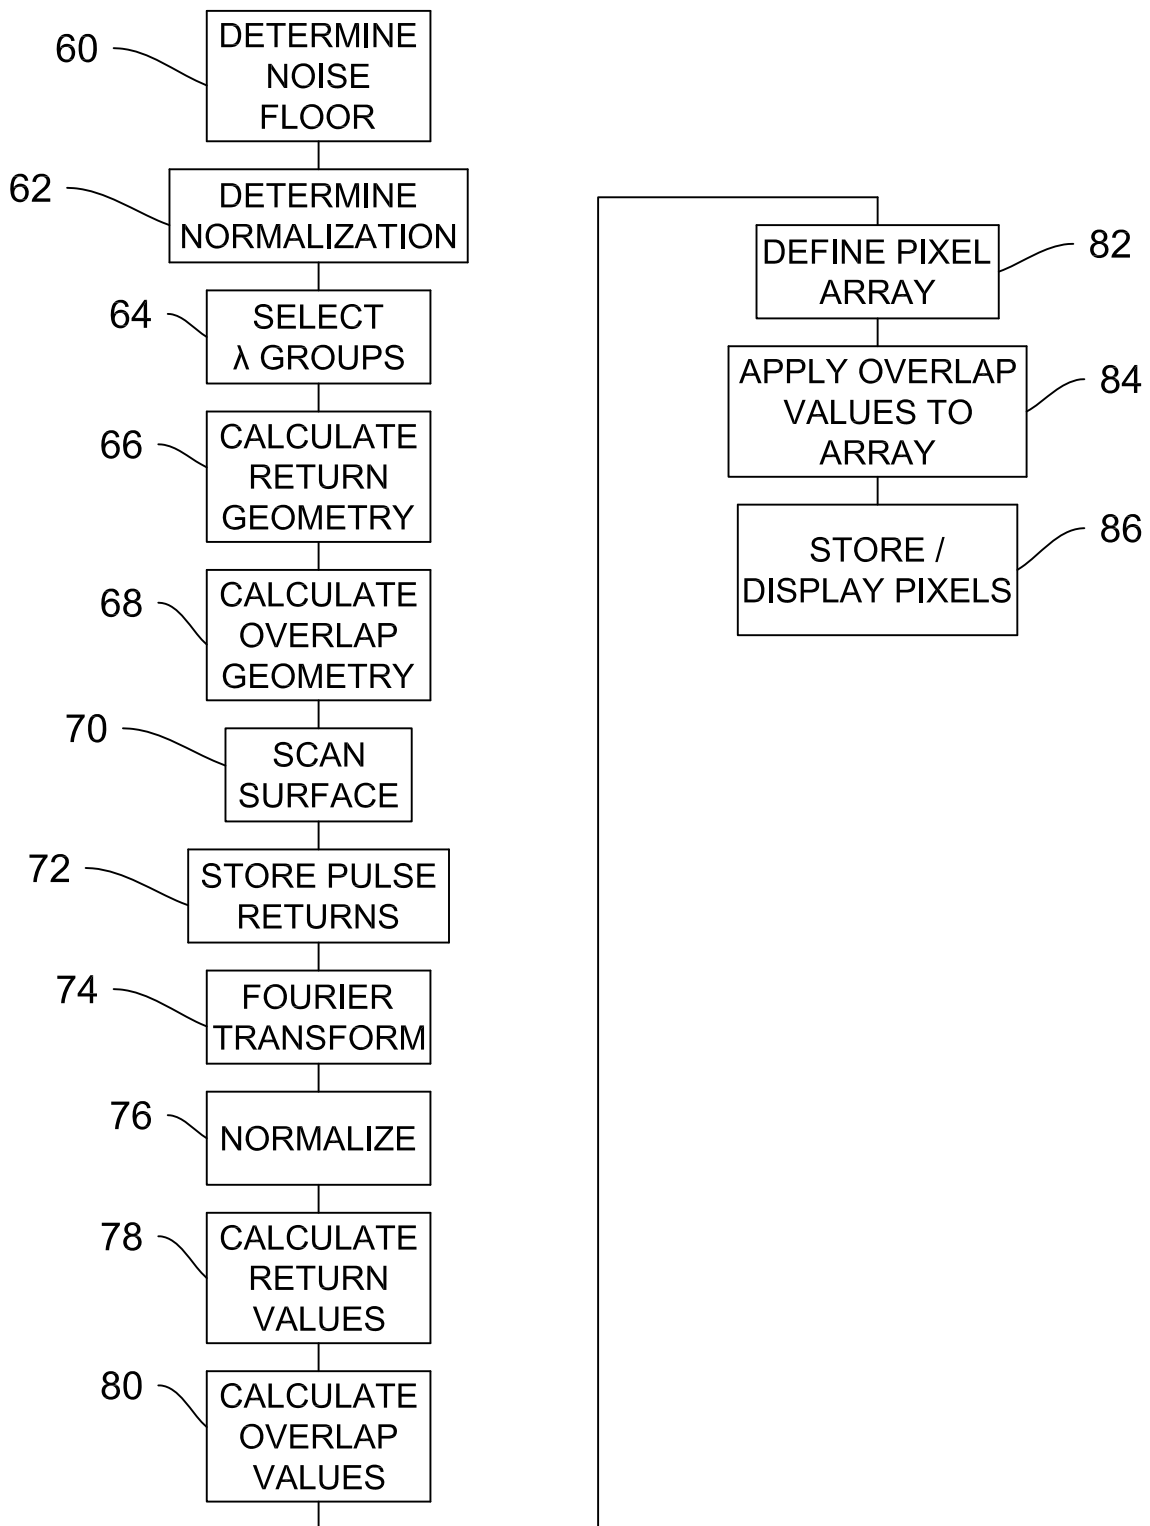 60
DETERMINE
NOISE
FLOOR
62
DETERMINE
NORMALIZATION
64
SELECT
λ GROUPS
66
CALCULATE
RETURN
GEOMETRY
68
CALCULATE
OVERLAP
GEOMETRY
70
SCAN
SURFACE
72
STORE PULSE
RETURNS
74
FOURIER
TRANSFORM
76
NORMALIZE
78
CALCULATE
RETURN
VALUES
80
CALCULATE
OVERLAP
VALUES
DEFINE PIXEL
ARRAY
82
APPLY OVERLAP
VALUES TO
ARRAY
84
STORE /
DISPLAY PIXELS
86